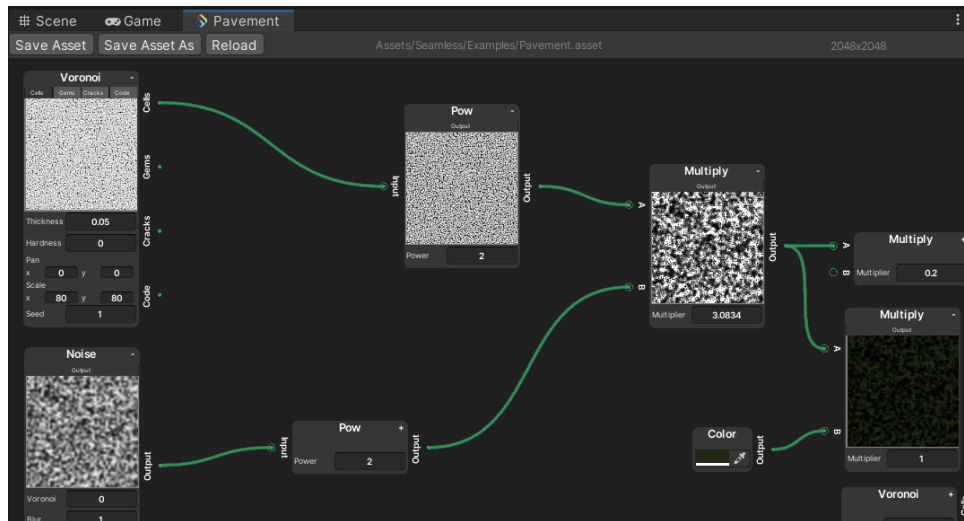 Scene Game Pavement
Save Asset Save Asset As Reload Assets/Seamless/Examples/Pavement.asset 2048x2048
Voronoi -
Cells Gems Cracks Code
Cells
Gems
Cracks
Code
Thickness 0.05
Hardness 0
Pan
x 0 y 0
Scale
x 80 y 80
Seed 1
Noise -
Output
Output
Voronoi 0
Blur 1
Pow -
Output
Input
Output
Power 2
Pow +
Input
Output
Power 2
Multiply -
Output
A
B
Output
Multiplier 3.0834
Multiply +
A
B
Multiplier 0.2
Multiply -
Output
A
B
Multiplier 1
Color
Output
Voronoi +
Cells